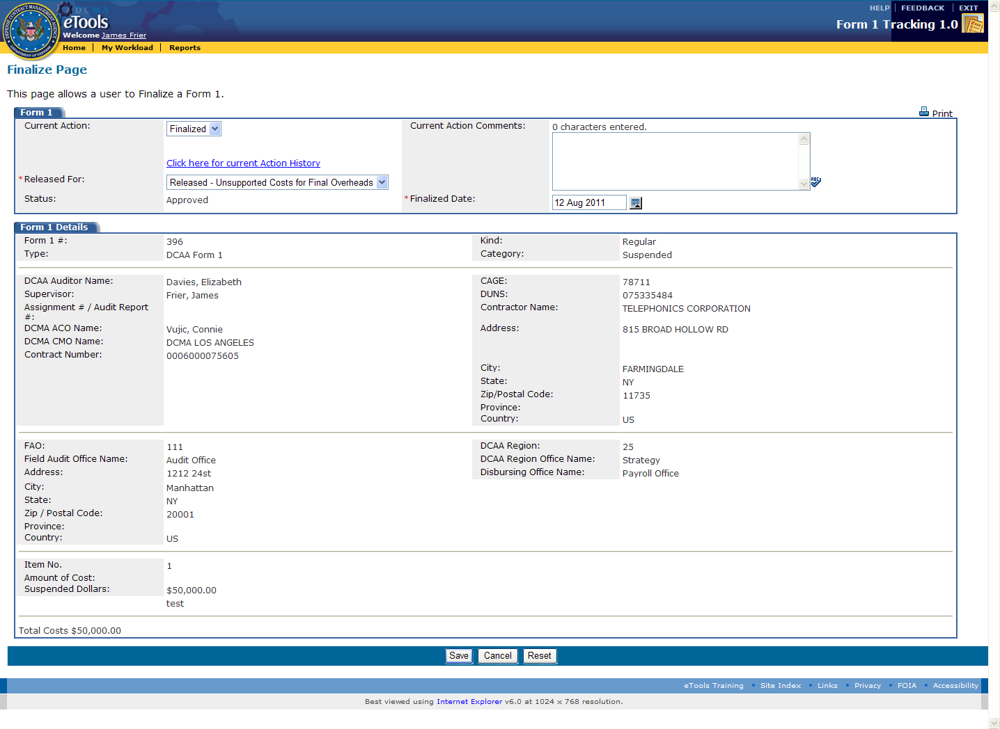 HELP | FEEDBACK | EXIT
DCMA
eTools
Welcome James Frier
Form 1 Tracking 1.0
DEFENSE CONTRACT MANAGEMENT AGENCY
DEPARTMENT OF DEFENSE
Home | My Workload | Reports
Finalize Page
This page allows a user to Finalize a Form 1.
Form 1
Print
Current Action: Finalized
Current Action Comments: 0 characters entered.
Click here for current Action History
*Released For: Released - Unsupported Costs for Final Overheads
ABC
Status: Approved
*Finalized Date: 12 Aug 2011
Form 1 Details
Form 1 #: 396
Kind: Regular
Type: DCAA Form 1
Category: Suspended
DCAA Auditor Name: Davies, Elizabeth
CAGE: 78711
Supervisor: Frier, James
DUNS: 075335484
Assignment # / Audit Report
#:
Contractor Name: TELEPHONICS CORPORATION
DCMA ACO Name: Vujic, Connie
Address: 815 BROAD HOLLOW RD
DCMA CMO Name: DCMA LOS ANGELES
Contract Number: 0006000075605
City: FARMINGDALE
State: NY
Zip/Postal Code: 11735
Province:
Country: US
FAO: 111
DCAA Region: 25
Field Audit Office Name: Audit Office
DCAA Region Office Name: Strategy
Address: 1212 24st
Disbursing Office Name: Payroll Office
City: Manhattan
State: NY
Zip / Postal Code: 20001
Province:
Country: US
Item No. 1
Amount of Cost:
Suspended Dollars: $50,000.00
test
Total Costs $50,000.00
Save Cancel Reset
eTools Training • Site Index • Links • Privacy • FOIA • Accessibility
Best viewed using Internet Explorer v6.0 at 1024 x 768 resolution.